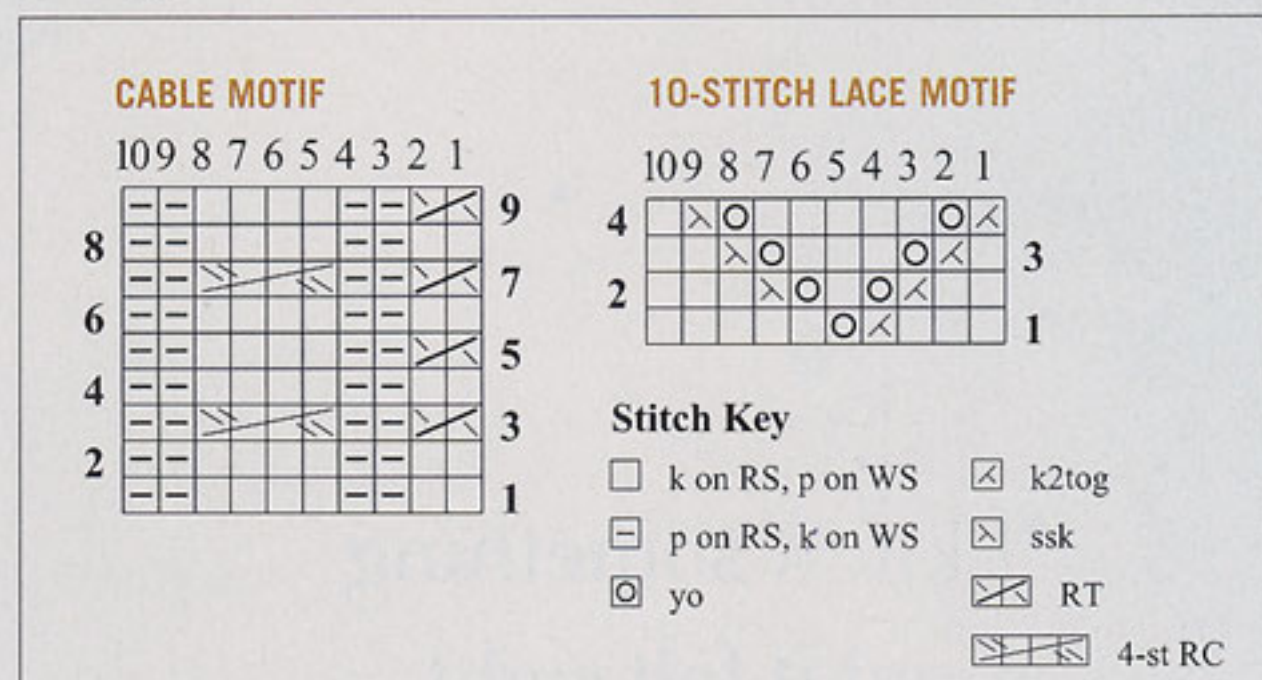 CABLE MOTIF
10 9 8 7 6 5 4 3 2 1
9
8
7
6
5
4
3
2
1
10-STITCH LACE MOTIF
10 9 8 7 6 5 4 3 2 1
4
3
2
1
Stitch Key
k on RS, p on WS
p on RS, k on WS
yo
k2tog
ssk
RT
4-st RC